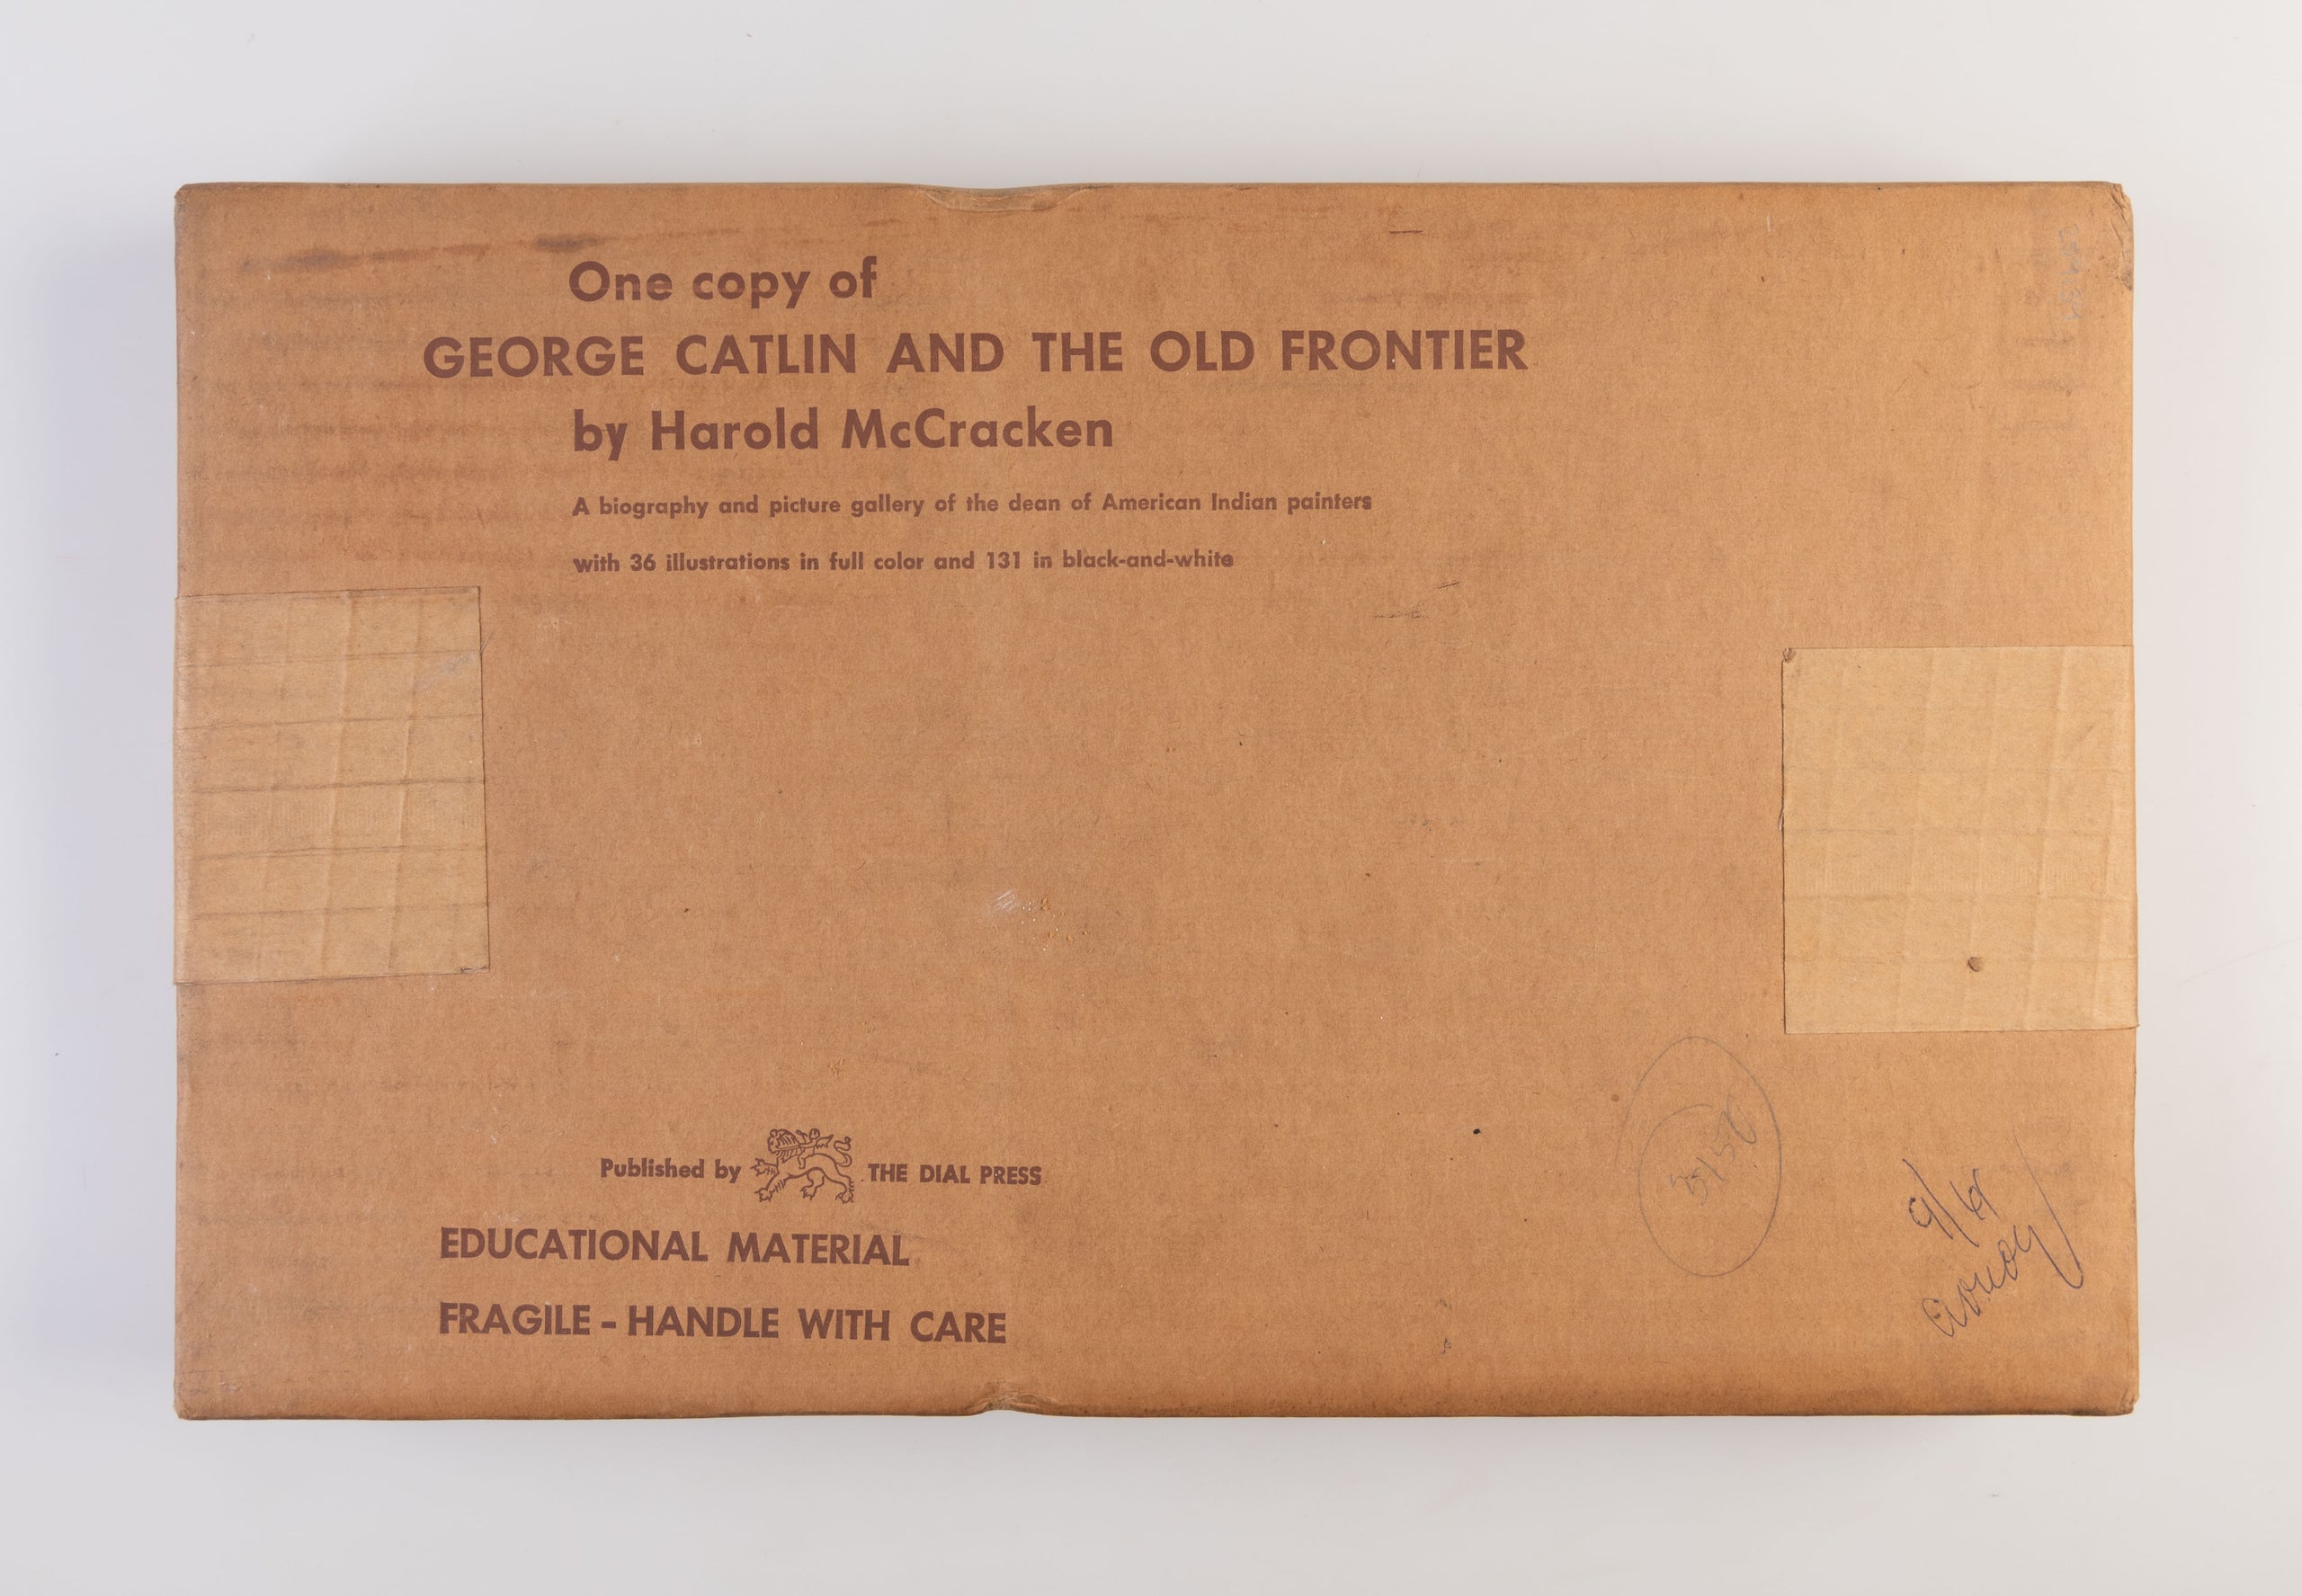 One copy of
GEORGE CATLIN AND THE OLD FRONTIER
by Harold McCracken
A biography and picture gallery of the dean of American Indian painters
with 36 illustrations in full color and 131 in black-and-white
Published by THE DIAL PRESS
EDUCATIONAL MATERIAL
FRAGILE - HANDLE WITH CARE